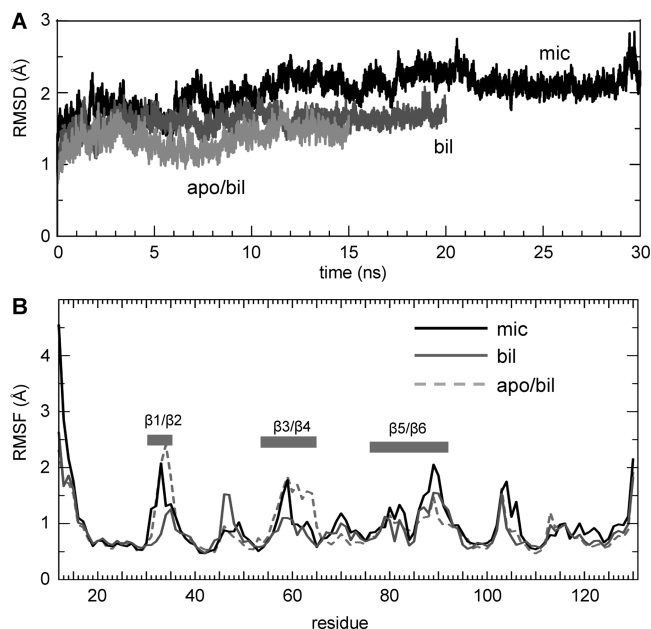 A
RMSD (Å)
3
2
1
0
mic
bil
apo/bil
0 5 10 15 20 25 30
time (ns)
B
RMSF (Å)
4
3
2
1
0
mic
bil
apo/bil
β1/β2
β3/β4
β5/β6
20 40 60 80 100 120
residue